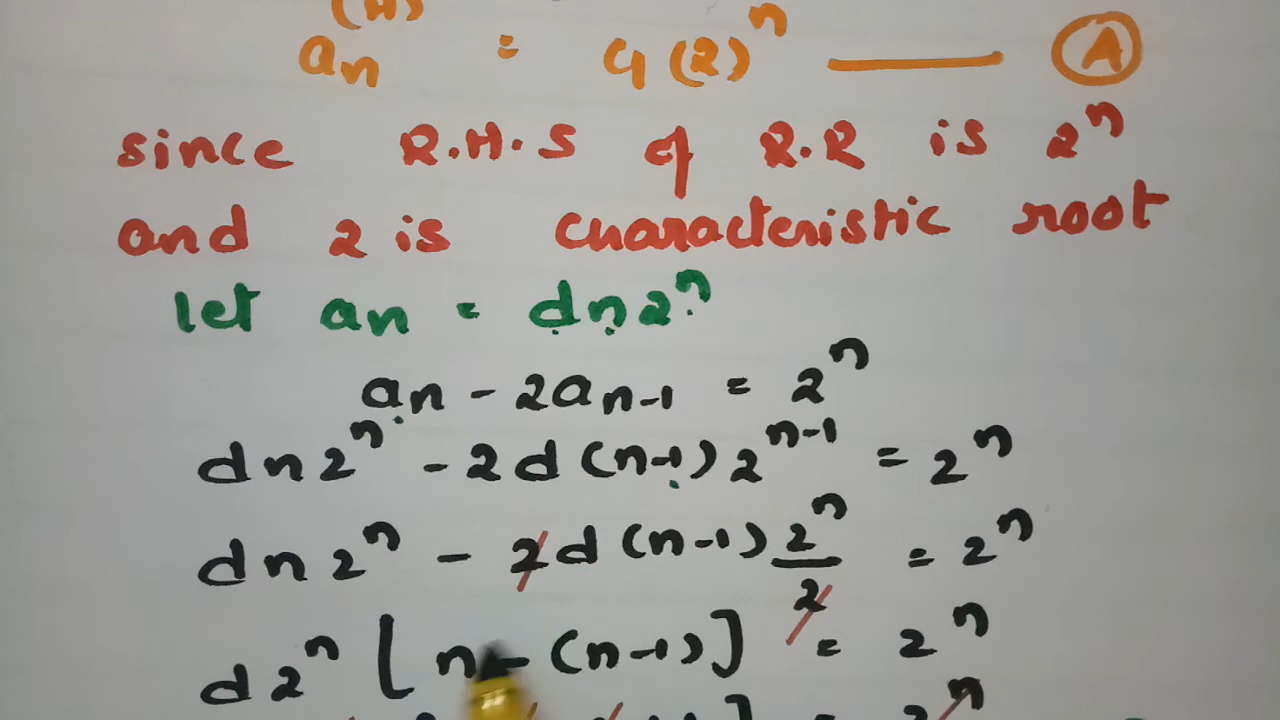 (H)
an = C1(2)^n ——— (A)
since R.H.S of R.R is 2^n
and 2 is characteristic root
let an = dn2^n
an - 2an-1 = 2^n
dn2^n - 2d(n-1)2^n-1 = 2^n
dn2^n - 2d(n-1)2^n/2 = 2^n
d2^n [n - (n-1)] = 2^n